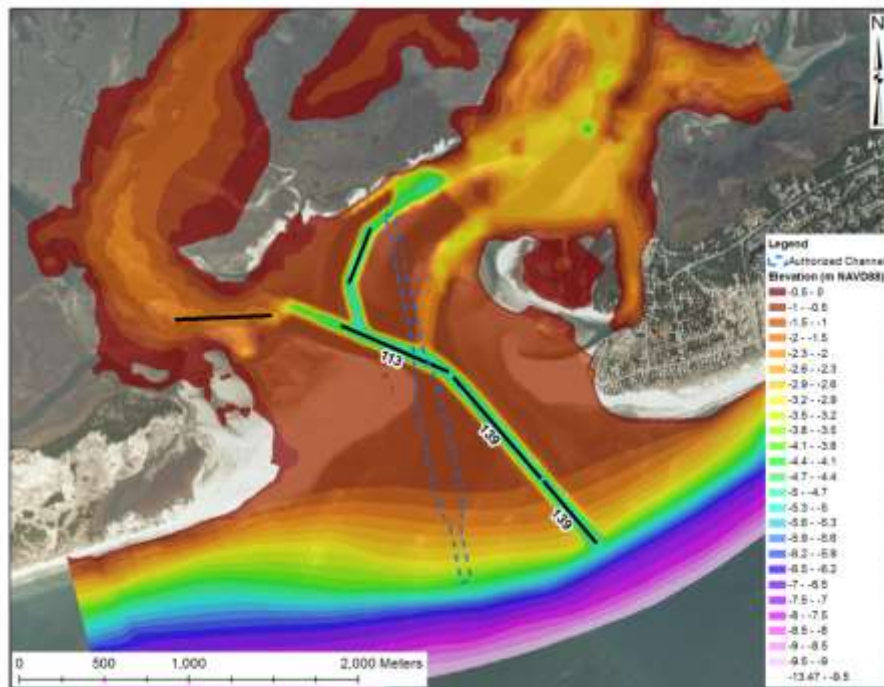 N
113
139
139
Legend
Authorized Channel
Elevation (m NAVD88)
-0.5 - 0
-1 - -0.5
-1.5 - -1
-2 - -1.5
-2.3 - -2
-2.6 - -2.3
-2.9 - -2.6
-3.2 - -2.9
-3.5 - -3.2
-3.8 - -3.5
-4.1 - -3.8
-4.4 - -4.1
-4.7 - -4.4
-5 - -4.7
-5.3 - -5
-5.6 - -5.3
-5.9 - -5.6
-6.2 - -5.9
-6.5 - -6.2
-7 - -6.5
-7.5 - -7
-8 - -7.5
-8.5 - -8
-9 - -8.5
-9.5 - -9
-13.47 - -9.5
0 500 1,000 2,000 Meters